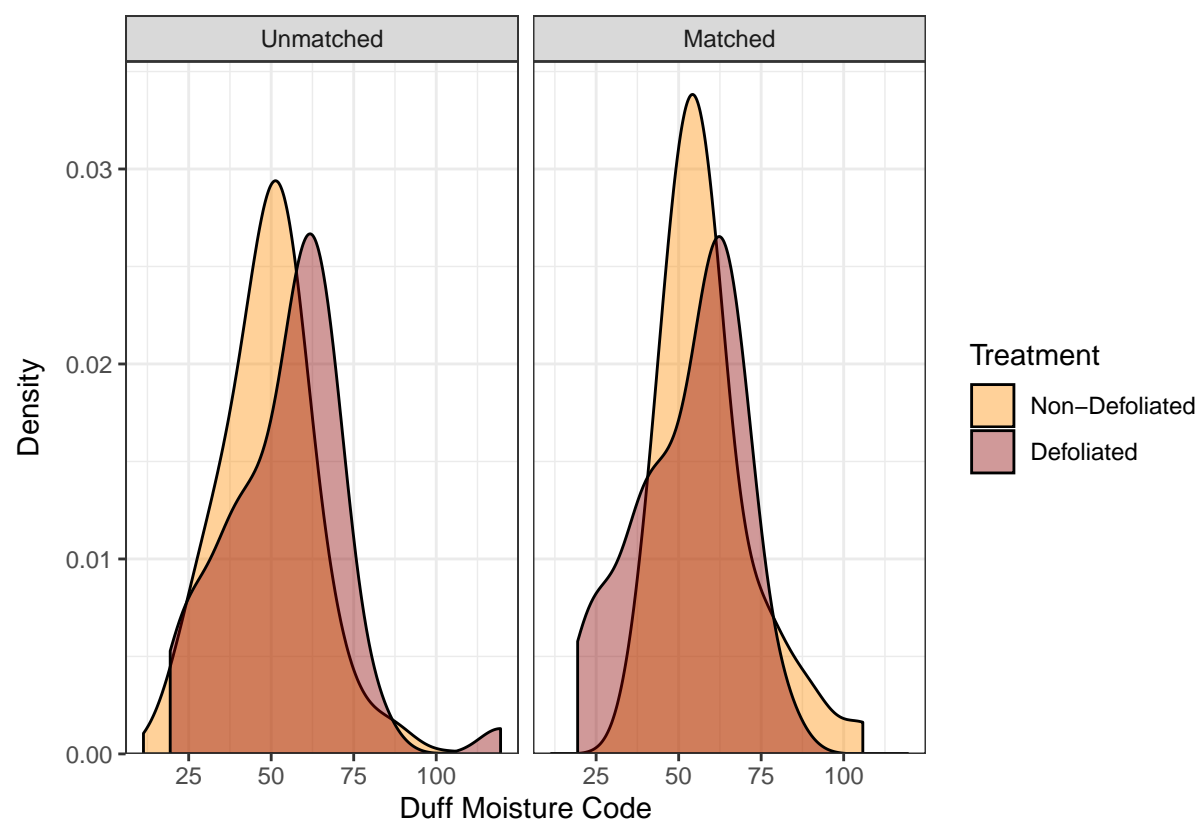 Unmatched
Matched
Density
0.03
0.02
0.01
0.00
25 50 75 100
25 50 75 100
Duff Moisture Code
Treatment
Non−Defoliated
Defoliated